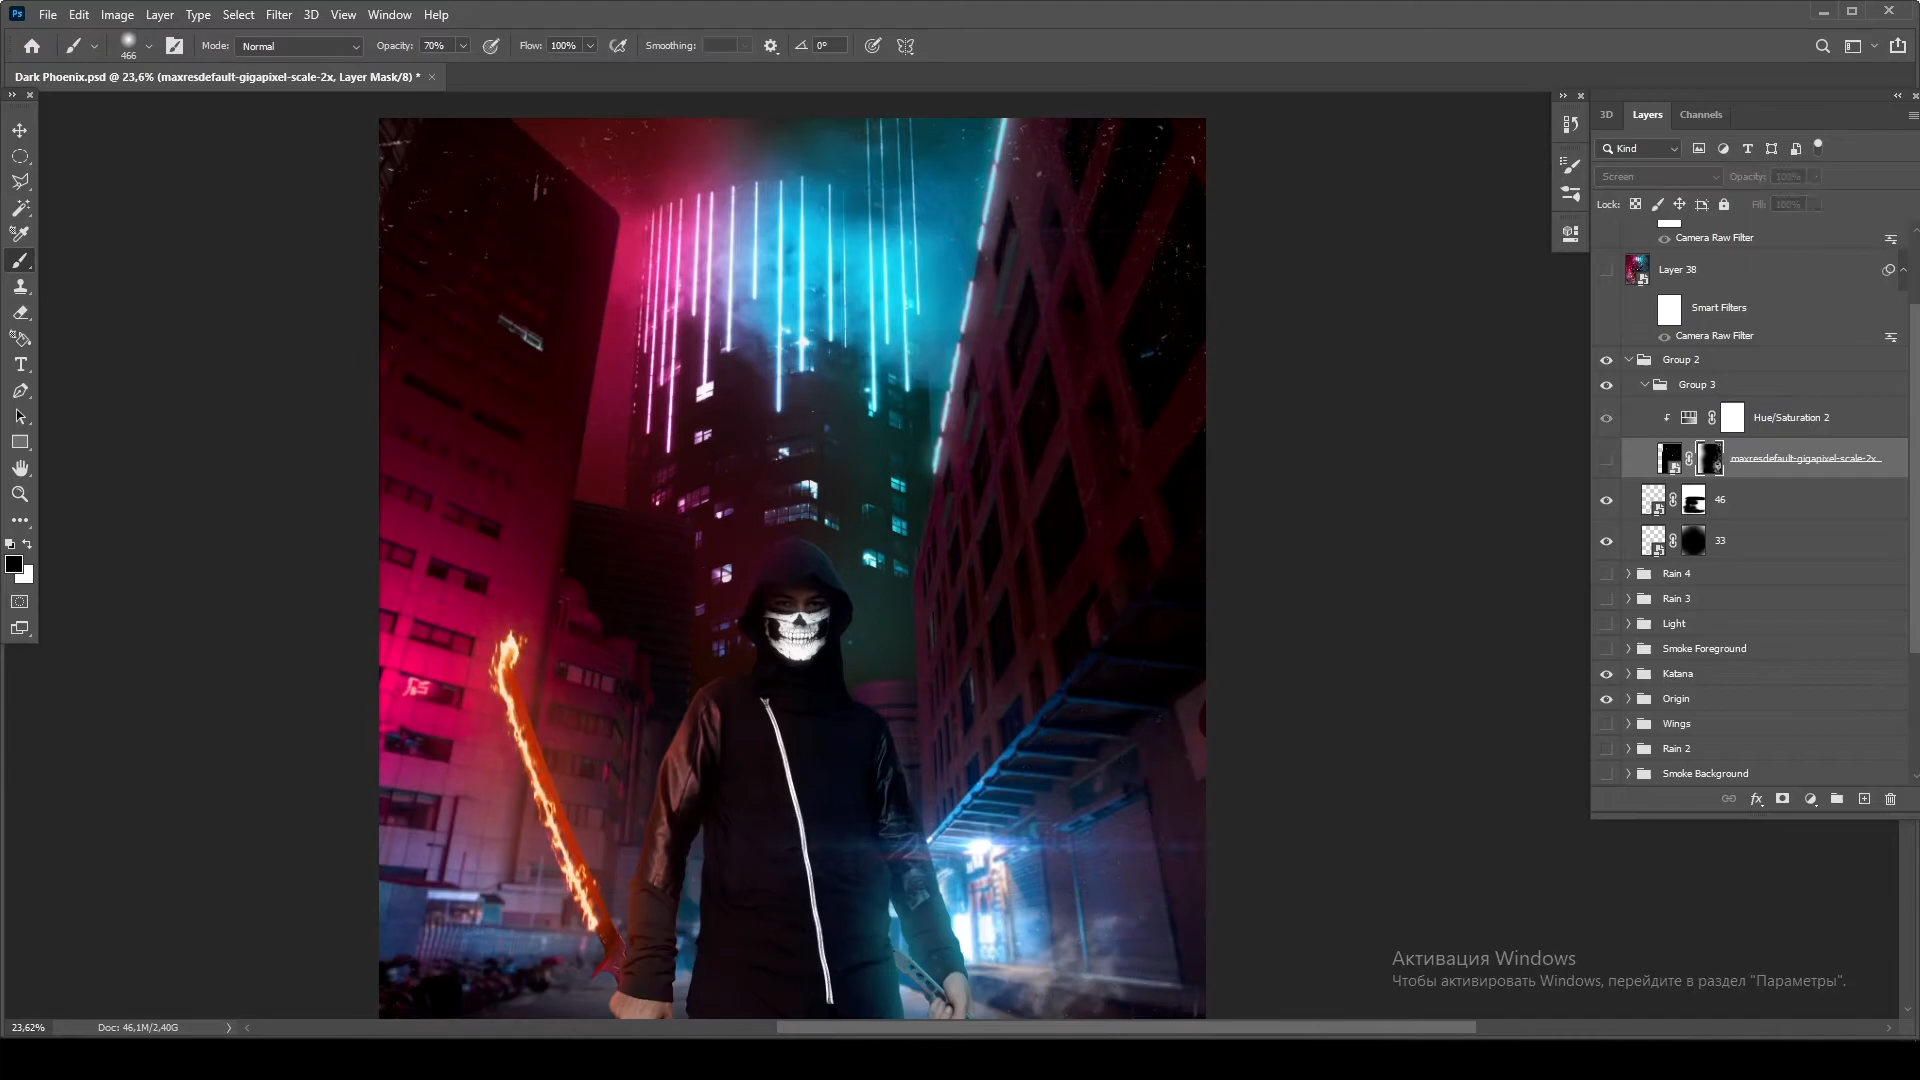 Ps File Edit Image Layer Type Select Filter 3D View Window Help
466 Mode: Normal Opacity: 70% Flow: 100% Smoothing: 0°
Dark Phoenix.psd @ 23,6% (maxresdefault-gigapixel-scale-2x, Layer Mask/8) *
3D Layers Channels
Kind
Screen Opacity: 100%
Lock: Fill: 100%
Camera Raw Filter
Layer 38
Smart Filters
Camera Raw Filter
Group 2
Group 3
Hue/Saturation 2
maxresdefault-gigapixel-scale-2x...
46
33
Rain 4
Rain 3
Light
Smoke Foreground
Katana
Origin
Wings
Rain 2
Smoke Background
fx
Активация Windows
Чтобы активировать Windows, перейдите в раздел "Параметры".
23,62% Doc: 46,1M/2,40G